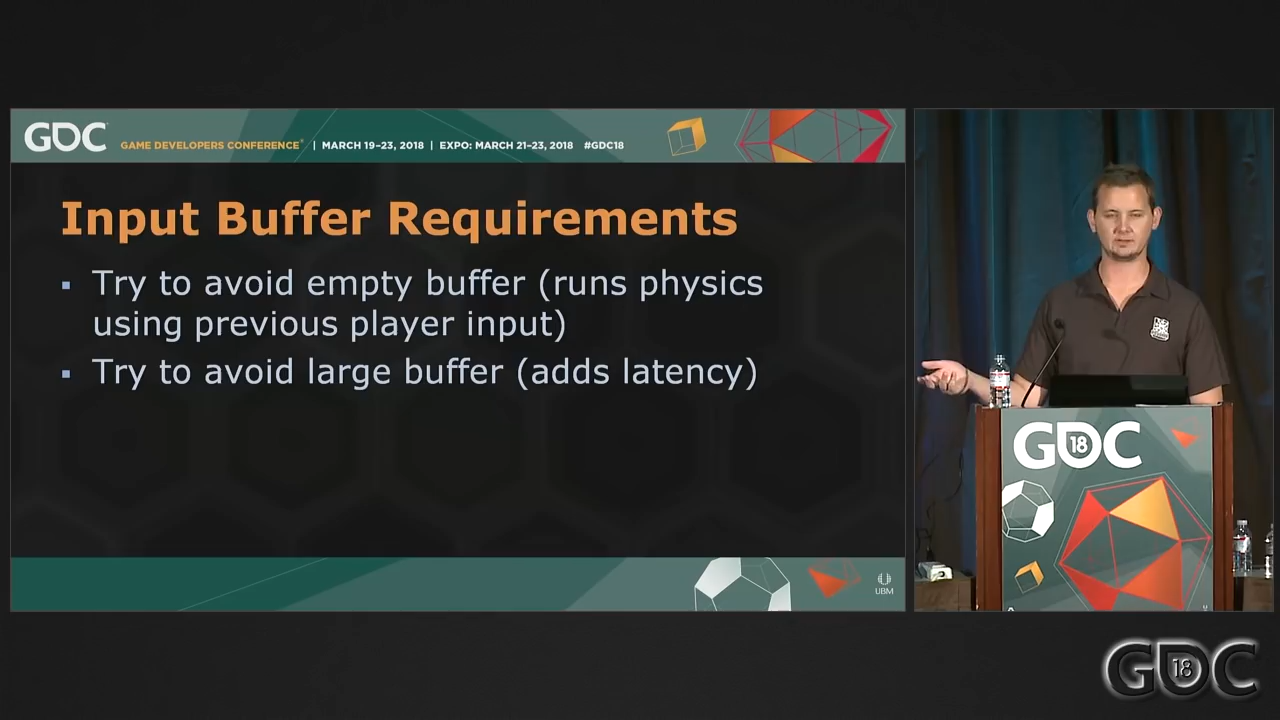 GDC
GAME DEVELOPERS CONFERENCE® | MARCH 19–23, 2018 | EXPO: MARCH 21–23, 2018 #GDC18
Input Buffer Requirements
▪ Try to avoid empty buffer (runs physics
using previous player input)
▪ Try to avoid large buffer (adds latency)
UBM
GDC
18
GDC
18